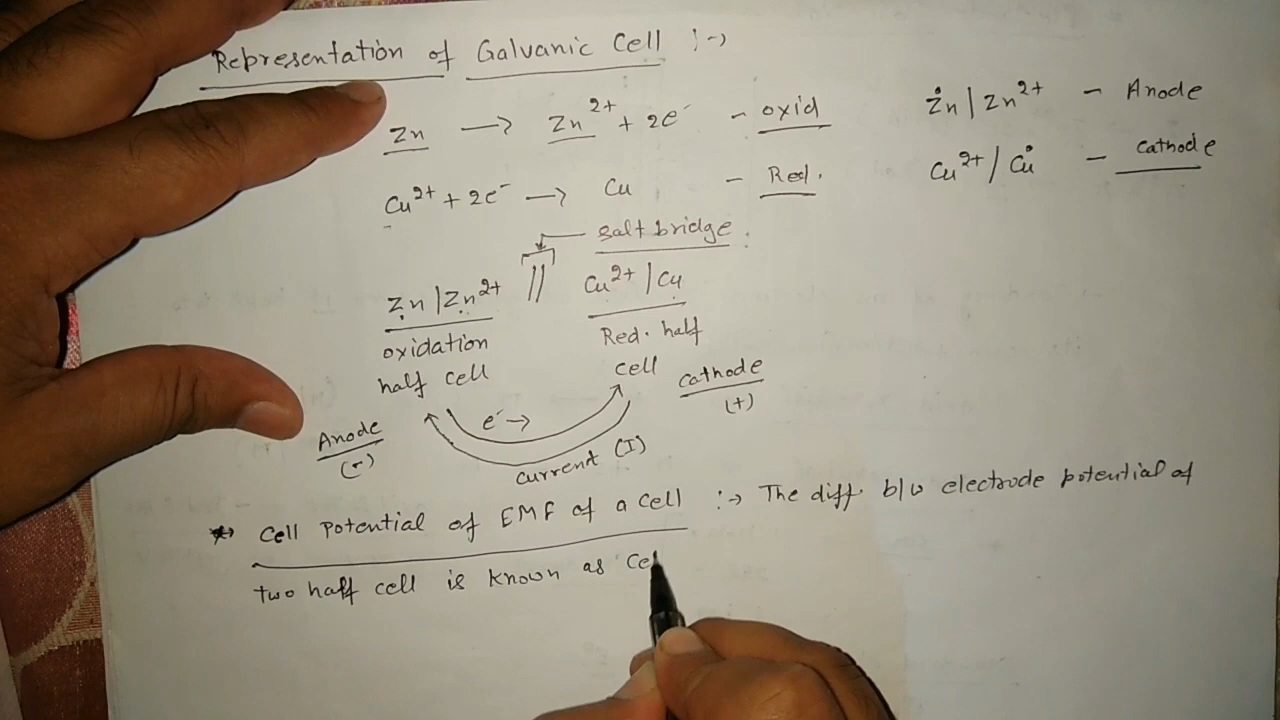 Representation of Galvanic Cell :→
Zn → Zn²⁺ + 2e⁻ - oxid
Zn | Zn²⁺ - Anode
Cu²⁺ + 2e⁻ → Cu - Red.
Cu²⁺ / Cu - Cathode
salt bridge.
Zn | Zn²⁺ || Cu²⁺ | Cu
oxidation
half cell
Red. half
cell
cathode
(+)
e⁻ →
Anode
(-)
current (I)
Cell Potential of EMF of a cell :→ The diff. b/w electrode potential of
two half cell is known as Cel